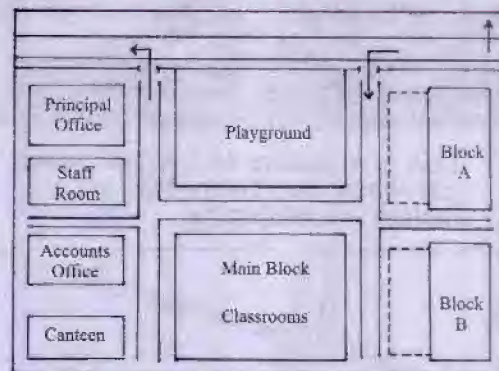 Principal
Office
Staff
Room
Accounts
Office
Canteen
Playground
Main Block
Classrooms
Block
A
Block
B